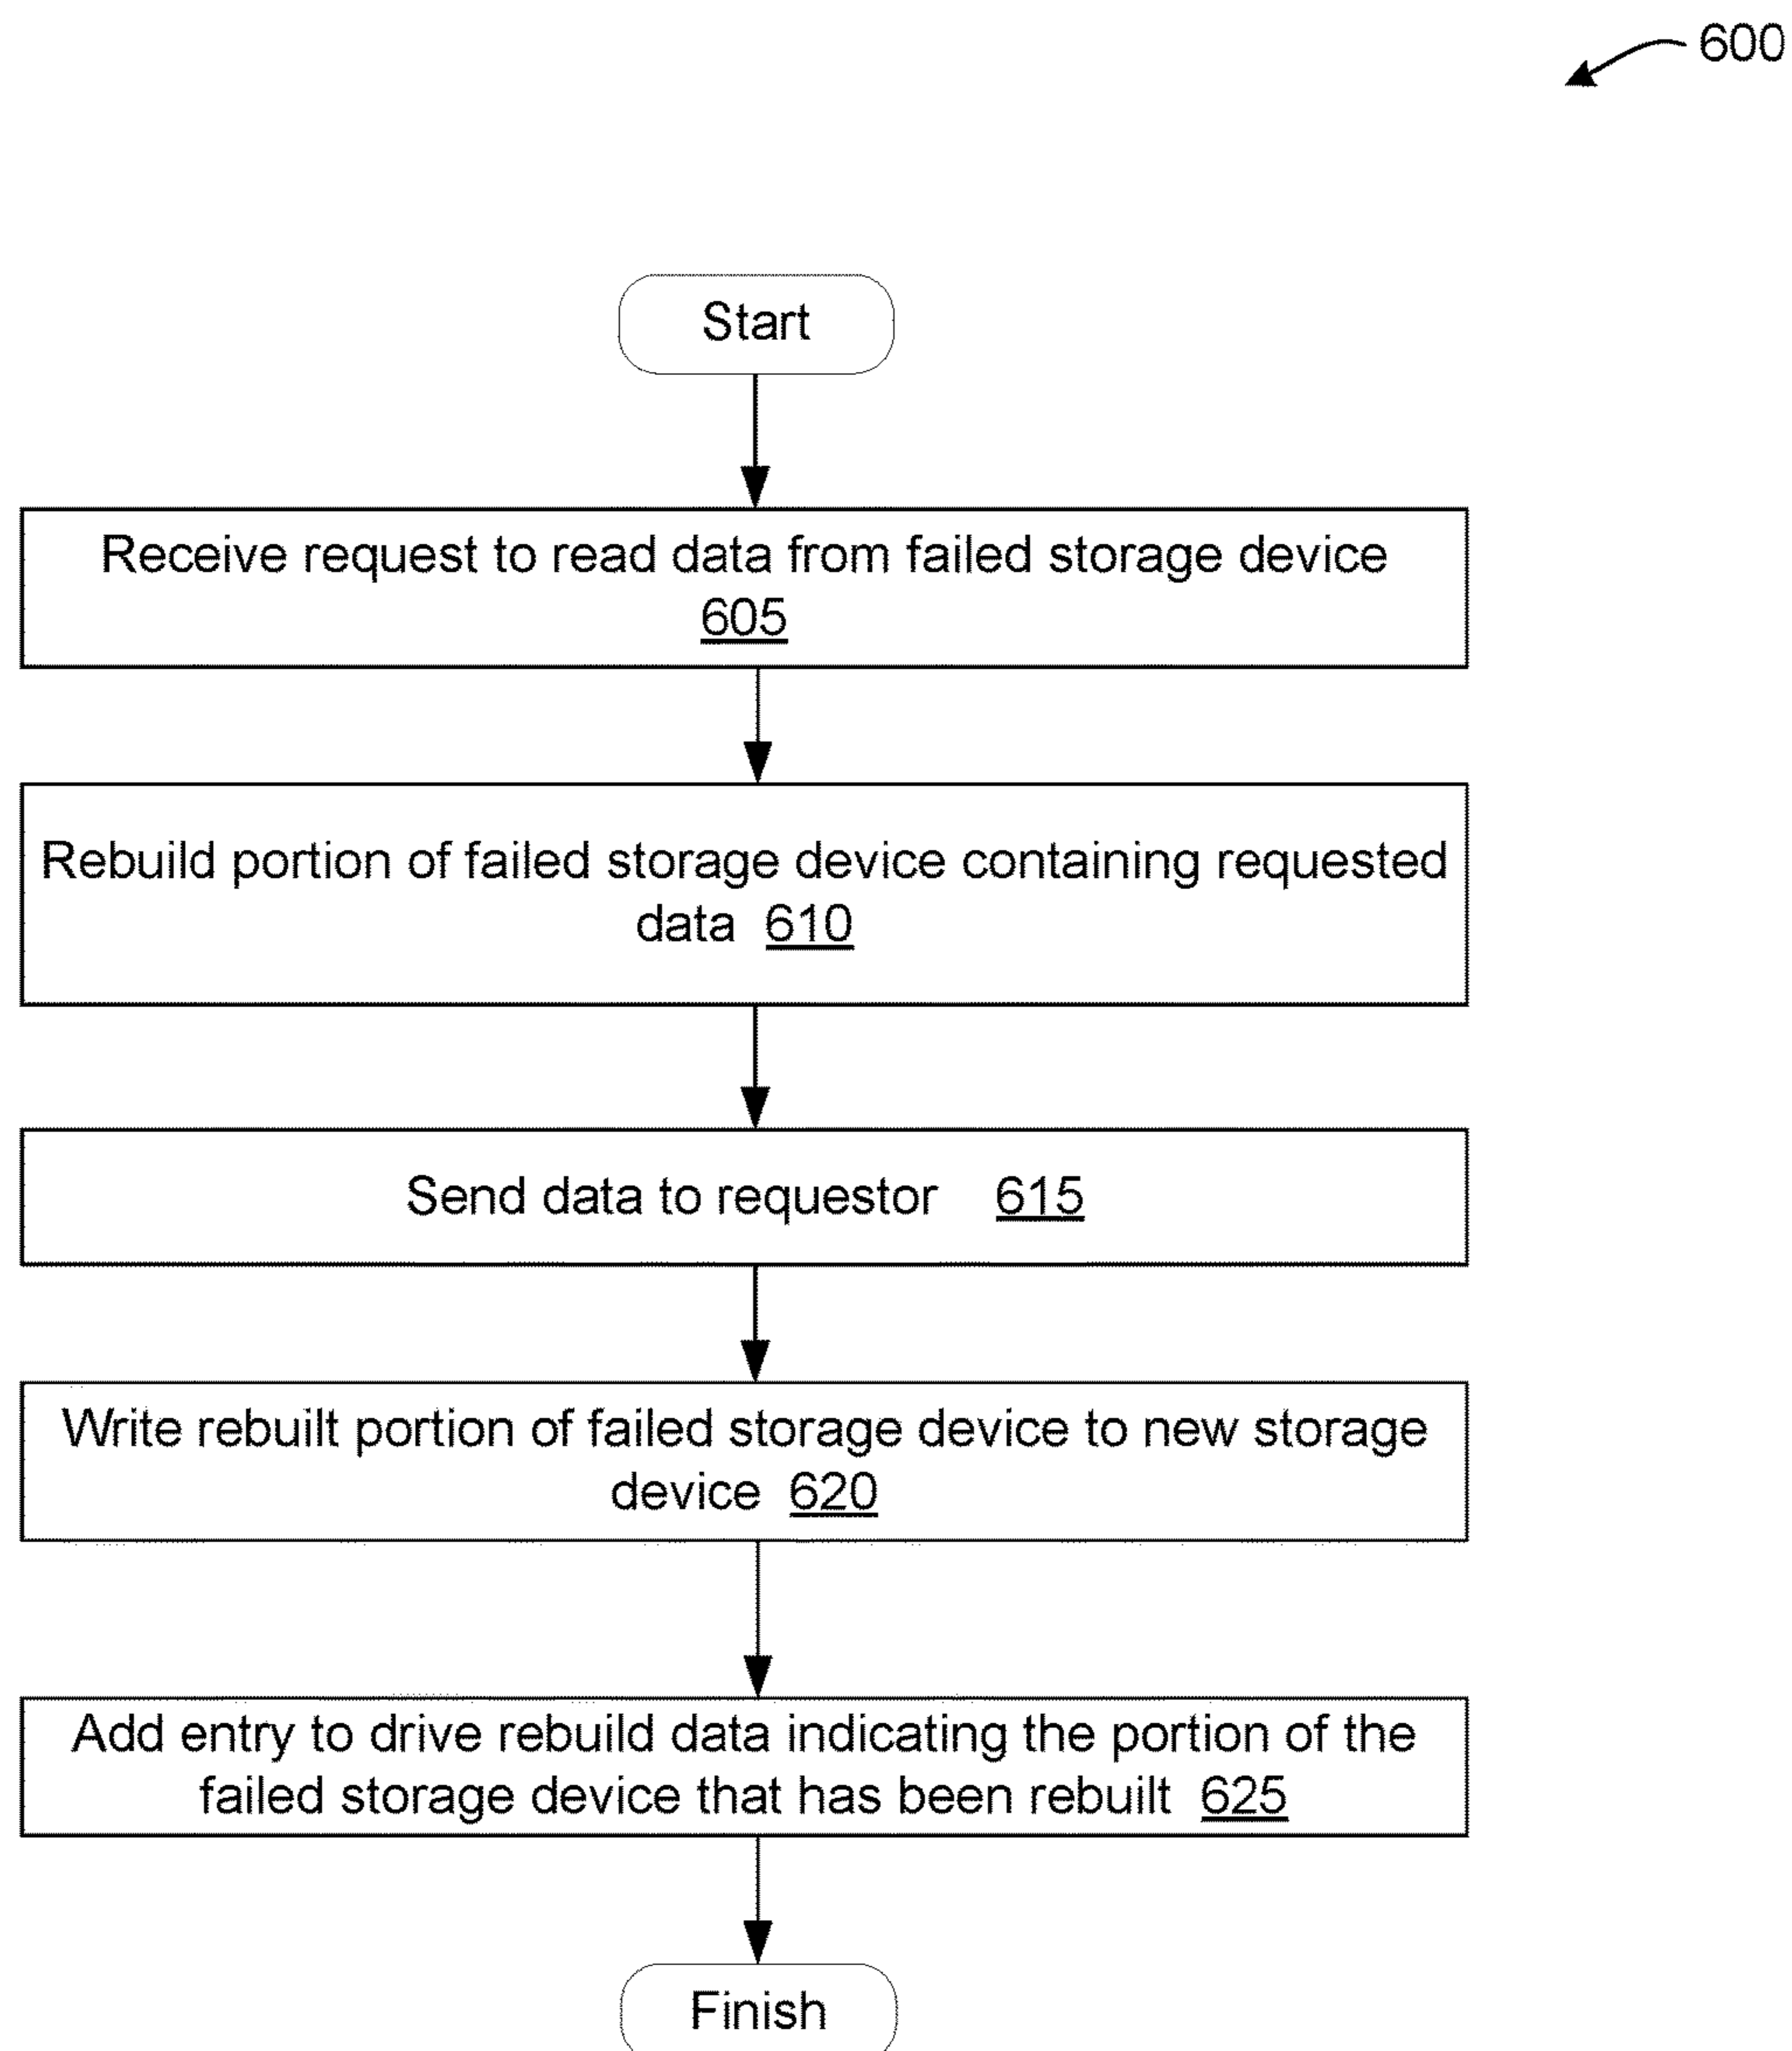 600
Start
Receive request to read data from failed storage device
605
Rebuild portion of failed storage device containing requested
data 610
Send data to requestor 615
Write rebuilt portion of failed storage device to new storage
device 620
Add entry to drive rebuild data indicating the portion of the
failed storage device that has been rebuilt 625
Finish